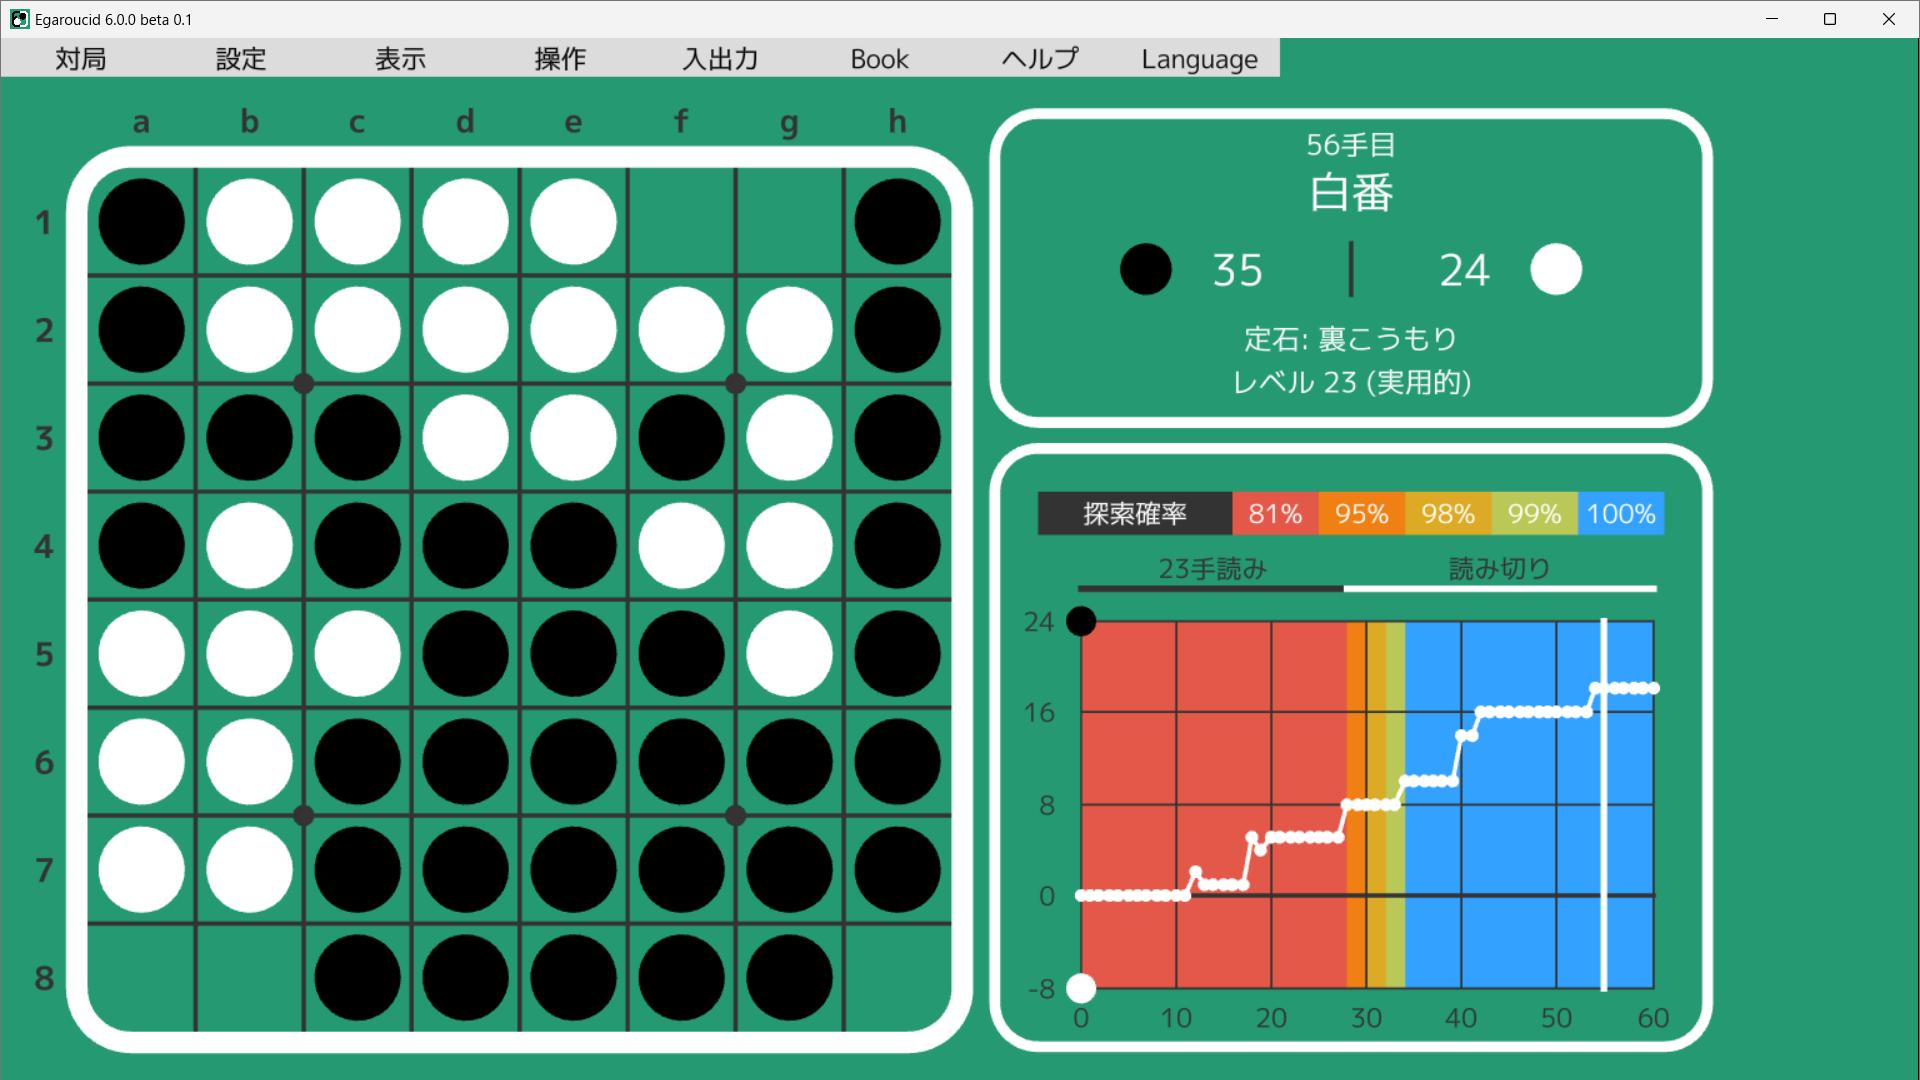 Egaroucid 6.0.0 beta 0.1
対局 設定 表示 操作 入出力 Book ヘルプ Language
a b c d e f g h
1
2
3
4
5
6
7
8
56手目
白番
35 24
定石: 裏こうもり
レベル 23 (実用的)
探索確率 81% 95% 98% 99% 100%
23手読み 読み切り
24
16
8
0
-8
0 10 20 30 40 50 60